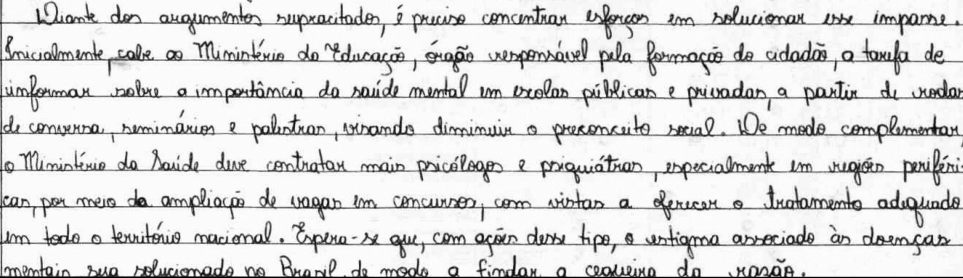 Diante dos argumentos supracitados, é preciso concentrar esforços em solucionar esse impasse.
Inicialmente, cabe ao Ministério da Educação, órgão responsável pela formação do cidadão, a tarefa de
informar sobre a importância da saúde mental em escolas públicas e privadas, a partir de rodas
de conversa, seminários e palestras, visando diminuir o preconceito social. De modo complementar,
o Ministério da Saúde deve contratar mais psicólogos e psiquiátras, especialmente em regiões periféri-
cas, por meio da ampliação de vagas em concursos, com vistas a oferecer o tratamento adequado
em todo o território nacional. Espera-se que, com ações desse tipo, o estigma associado às doenças
mentais seja solucionado no Brasil, de modo a findar a cegueira da razão.